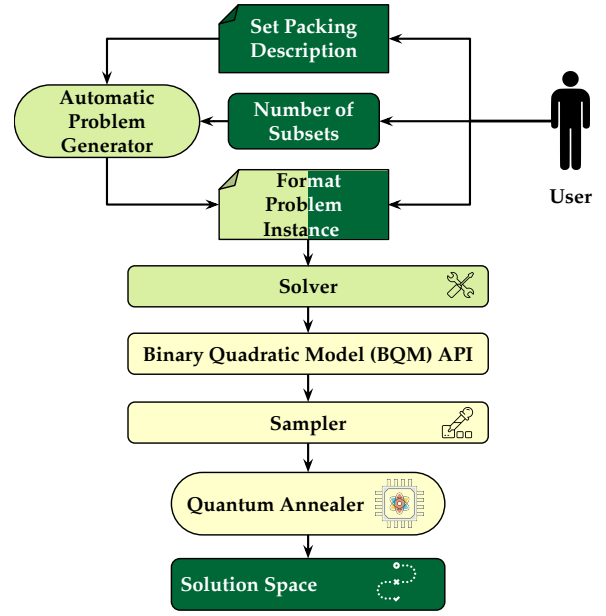 Set Packing
Description
Automatic
Problem
Generator
Number of
Subsets
User
Format
Problem
Instance
Solver
Binary Quadratic Model (BQM) API
Sampler
Quantum Annealer
Solution Space